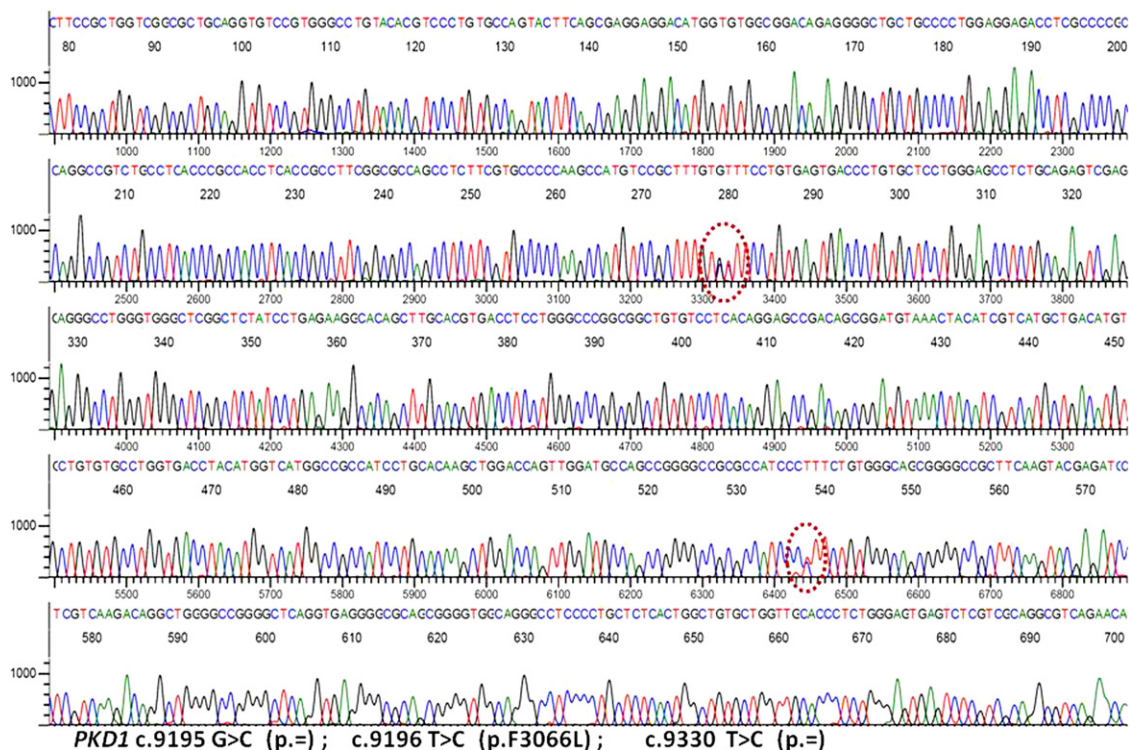 CTTCCGCTGGTCGGCGCTGCAGGTGTCCGTGGGCCTGTACACGTCCCTGTGCCAGTACTTCAGCGAGGAGGACATGGTGTGGCGGACAGAGGGGCTGCTGCCCCTGGAGGAGACCTCGCCCCGC
80 90 100 110 120 130 140 150 160 170 180 190 200
1000
1000 1100 1200 1300 1400 1500 1600 1700 1800 1900 2000 2100 2200 2300
CAGGCCGTCTGCCTCACCCGCCACCTCACCGCCTTCGGCGCCAGCCTCTTCGTGCCCCCAAGCCATGTCCGCTTTGTGTTTCCTGTGAGTGACCCTGTGCTCCTGGGAGCCTCTGCAGAGTCGAG
210 220 230 240 250 260 270 280 290 300 310 320
1000
2500 2600 2700 2800 2900 3000 3100 3200 3300 3400 3500 3600 3700 3800
CAGGGCCTGGGTGGGCTCGGCTCTATCCTGAGAAGGCACAGCTTGCACGTGACCTCCTGGGCCCGGCGGCTGTGTCCTCACAGGAGCCGACAGCGGATGTAAACTACATCGTCATGCTGACATGT
330 340 350 360 370 380 390 400 410 420 430 440 450
1000
4000 4100 4200 4300 4400 4500 4600 4700 4800 4900 5000 5100 5200 5300
CCTGTGTGCCTGGTGACCTACATGGTCATGGCCGCCATCCTGCACAAGCTGGACCAGTTGGATGCCAGCCGGGGCCGCGCCATCCCTTTCTGTGGGCAGCGGGGCCGCTTCAAGTACGAGATCC
460 470 480 490 500 510 520 530 540 550 560 570
1000
5500 5600 5700 5800 5900 6000 6100 6200 6300 6400 6500 6600 6700 6800
TCGTCAAGACAGGCTGGGGCCGGGGCTCAGGTGAGGGGCGCAGCGGGGTGGCAGGGCCTCCCCTGCTCTCACTGGCTGTGCTGGTTGCACCCTCTGGGAGTGAGTCTCGTCGCAGGCGTCAGAACA
580 590 600 610 620 630 640 650 660 670 680 690 700
1000
PKD1 c.9195 G>C (p.=) ; c.9196 T>C (p.F3066L) ; c.9330 T>C (p.=)